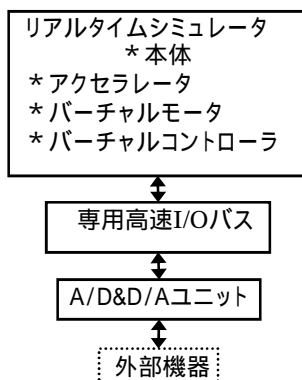 リアルタイムシミュレータ
＊本体
＊アクセラレータ
＊バーチャルモータ
＊バーチャルコントローラ
専用高速I/Oバス
A/D&D/Aユニット
外部機器